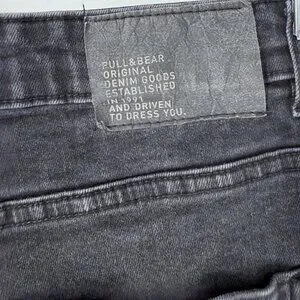 PULL&BEAR
ORIGINAL
DENIM GOODS
ESTABLISHED
IN 1991
AND DRIVEN
TO DRESS YOU.